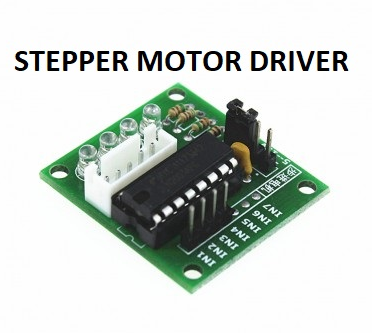 STEPPER MOTOR DRIVER
IN7
IN6
IN5
IN4
IN3
IN2
IN1